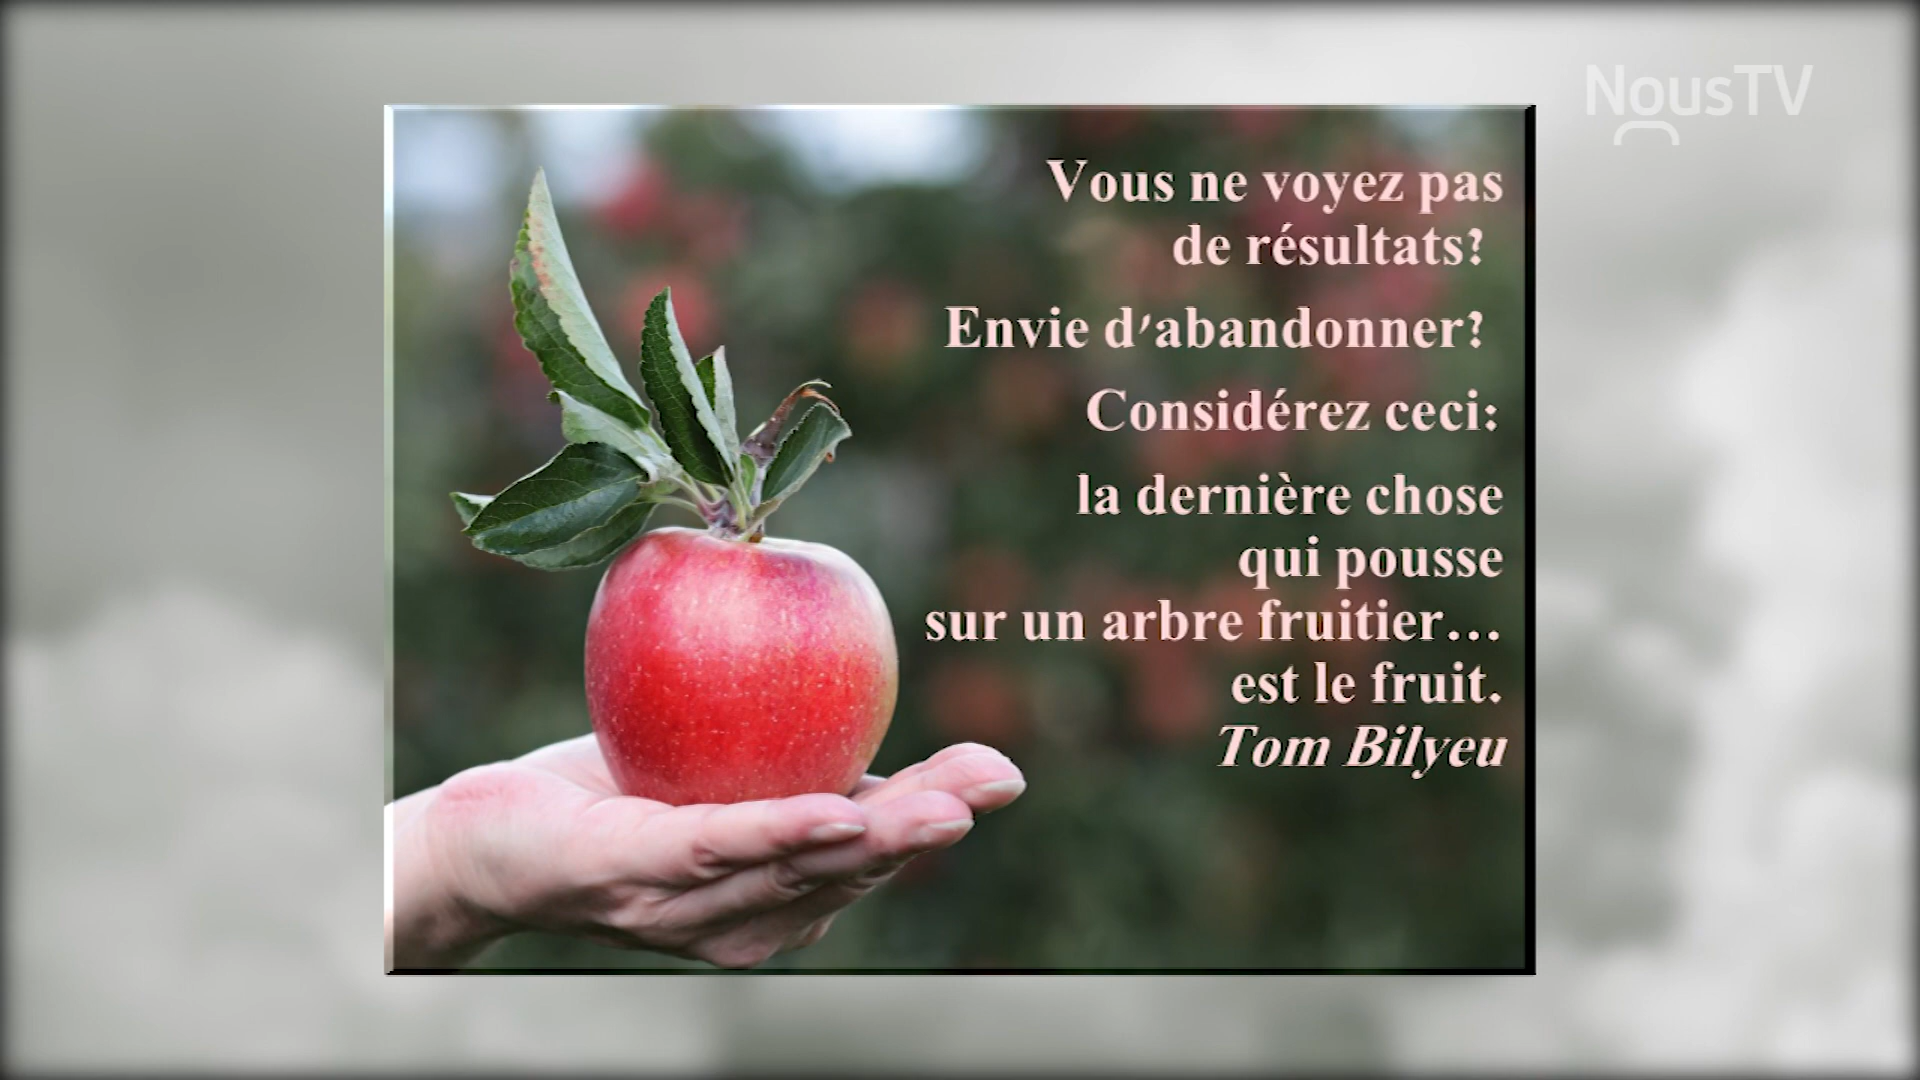 NousTV
Vous ne voyez pas
de résultats?
Envie d'abandonner?
Considérez ceci:
la dernière chose
qui pousse
sur un arbre fruitier...
est le fruit.
Tom Bilyeu